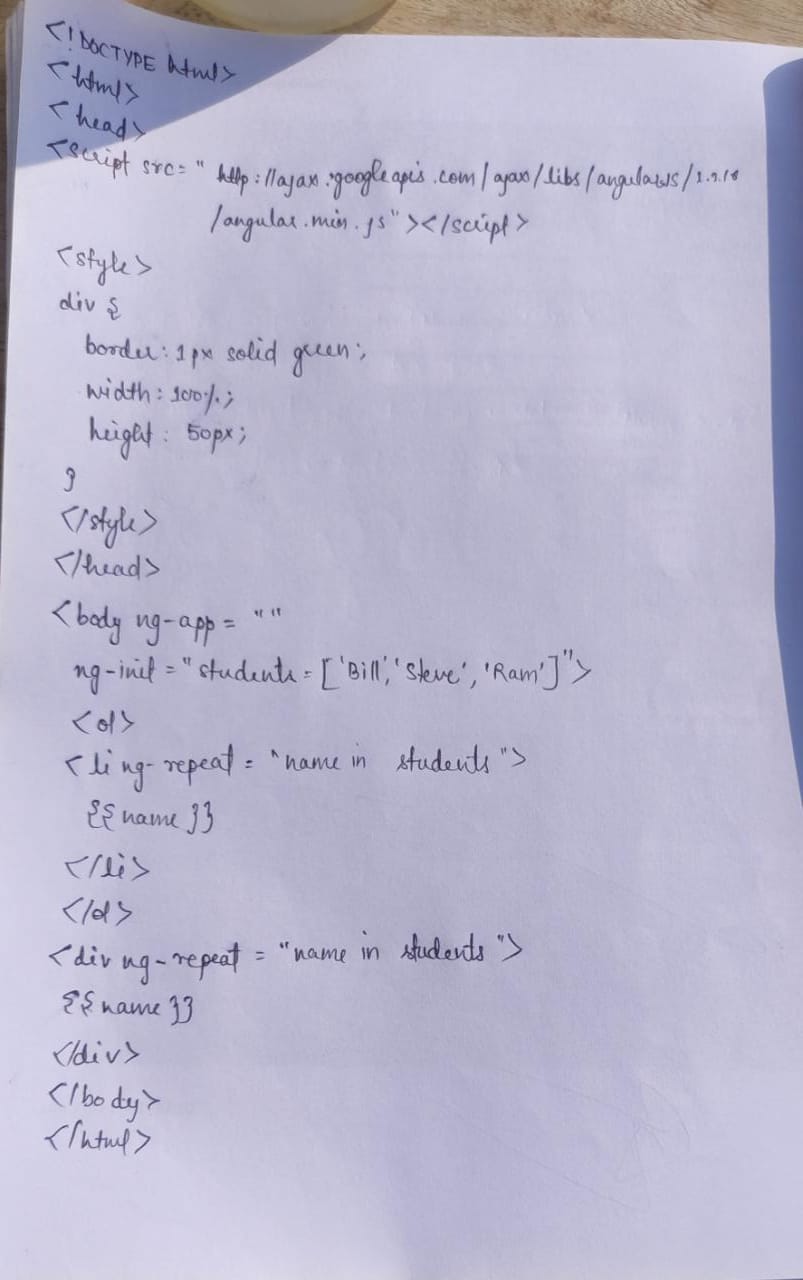 <!DOCTYPE html>
<html>
<head>
<script src="http://ajax.googleapis.com/ajax/libs/angularJS/
/angular.min.js"></script>
<style>
div {
border: 1px solid green;
width: 100%;
height: 50px;
}
</style>
</head>
<body ng-app = ""
ng-init = "students = ['Bill','Steve','Ram']">
<ol>
<li ng-repeat = "name in students">
{{name}}
</li>
</ol>
<div ng-repeat = "name in students">
{{name}}
</div>
</body>
</html>